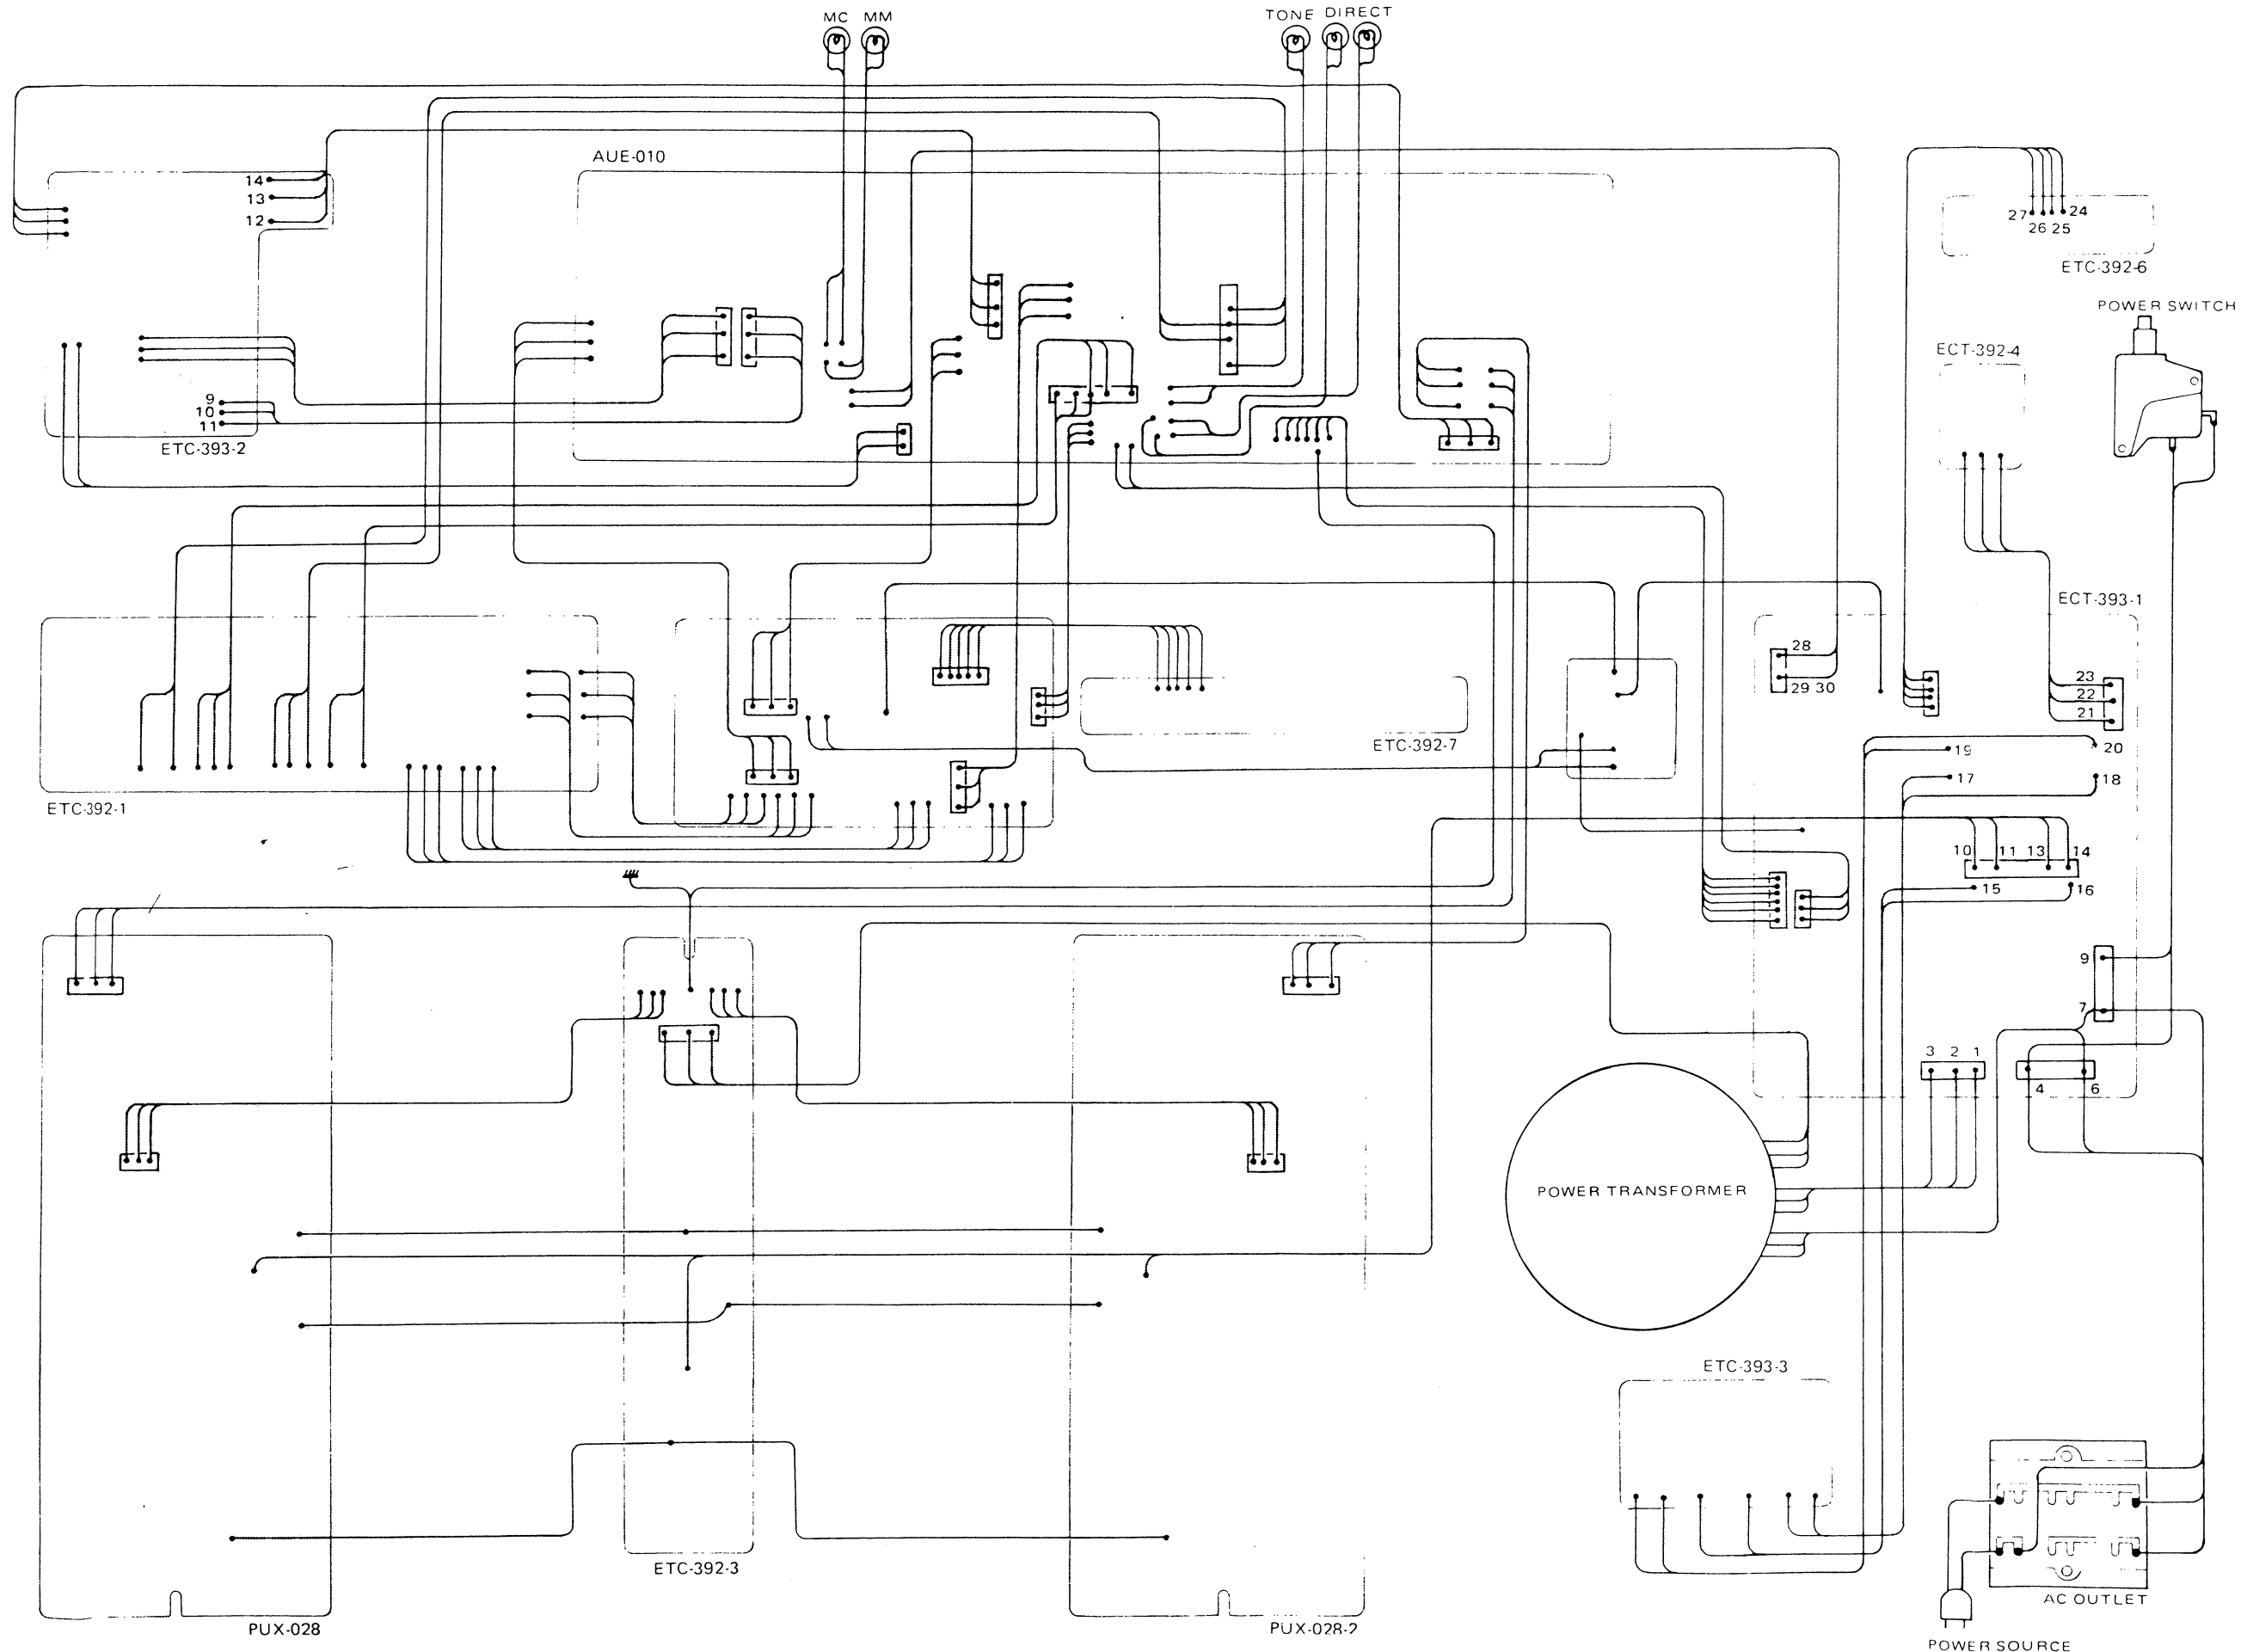 MC MM
TONE DIRECT
AUE-010
14
13
12
27 24
26 25
ETC-392-6
POWER SWITCH
ECT-392-4
9
10
11
ETC-393-2
ECT-393-1
28
29 30
23
22
21
19 20
17 18
ETC-392-7
ETC-392-1
10 11 13 14
15 16
9
7
3 2 1
4 6
POWER TRANSFORMER
ETC-393-3
ETC-392-3
AC OUTLET
PUX-028
PUX-028-2
POWER SOURCE